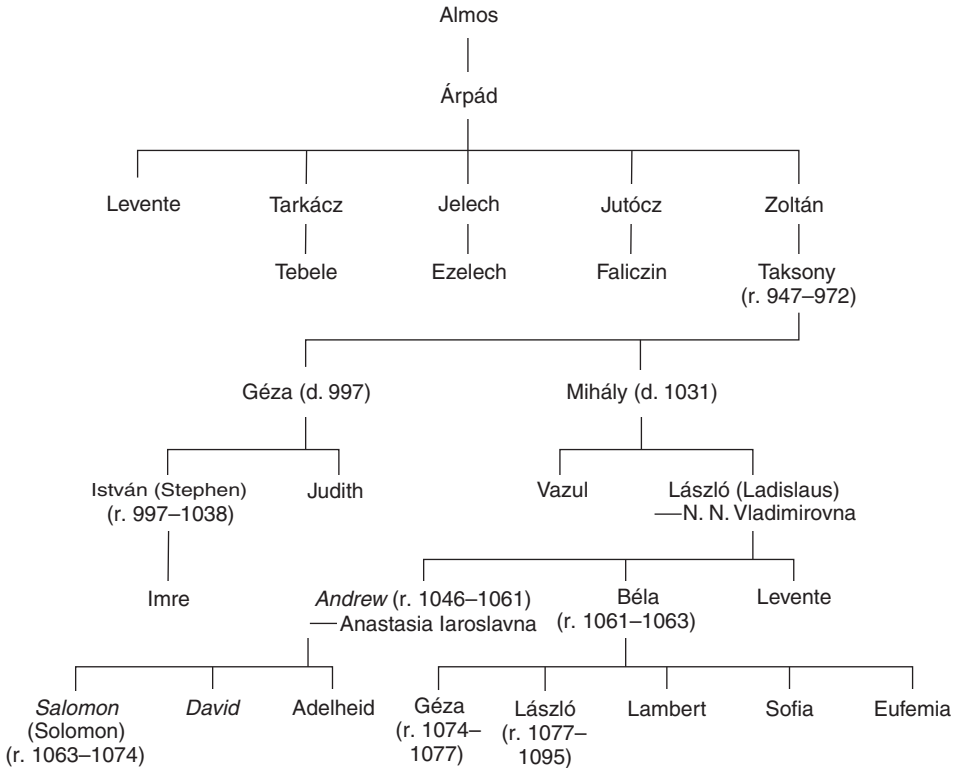 Almos
Árpád
Levente Tarkácz Jelech Jutócz Zoltán
Tebele Ezelech Faliczin Taksony
(r. 947–972)
Géza (d. 997) Mihály (d. 1031)
István (Stephen) Judith Vazul László (Ladislaus)
(r. 997–1038) —N. N. Vladimirovna
Imre Andrew (r. 1046–1061) Béla Levente
—Anastasia Iaroslavna (r. 1061–1063)
Salomon David Adelheid Géza László Lambert Sofia Eufemia
(Solomon) (r. 1074– (r. 1077–
(r. 1063–1074) 1077) 1095)